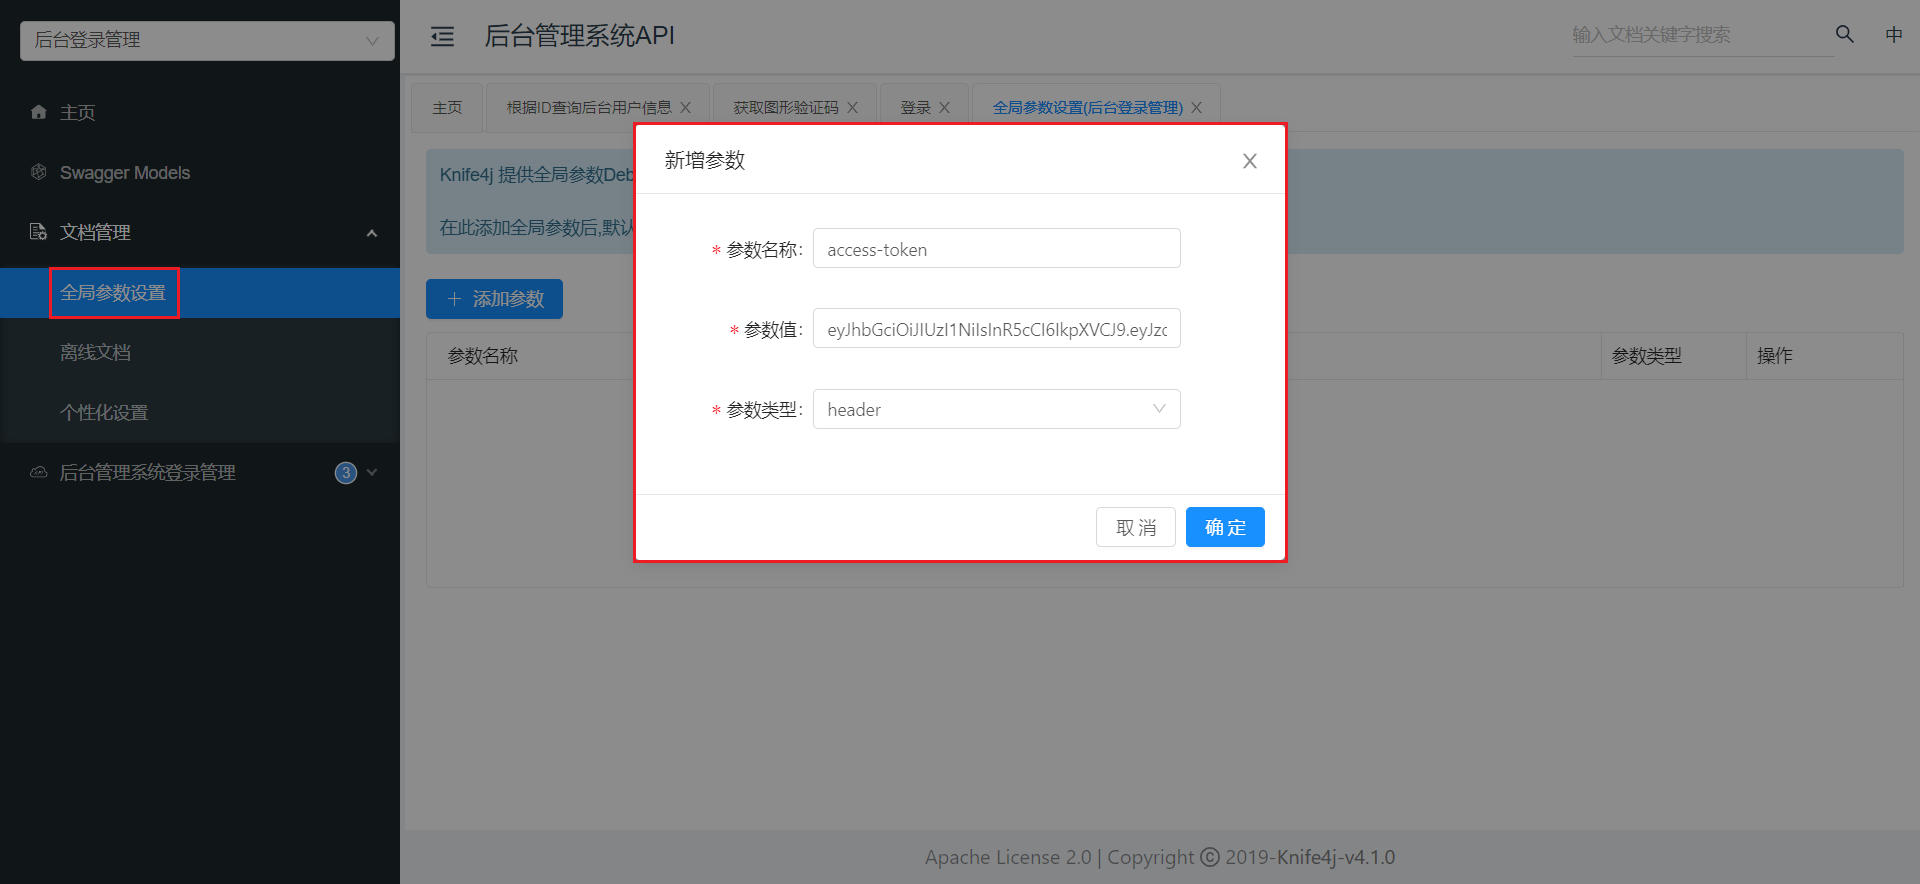 后台登录管理
主页
Swagger Models
文档管理
全局参数设置
离线文档
个性化设置
后台管理系统登录管理 3
后台管理系统API
输入文档关键字搜索
中
主页 根据ID查询后台用户信息 获取图形验证码 登录 全局参数设置(后台登录管理)
Knife4j 提供全局参数Deb
在此添加全局参数后,默认
添加参数
参数名称 参数类型 操作
新增参数
* 参数名称: access-token
* 参数值: eyJhbGciOiJIUzI1NiIsInR5cCI6IkpXVCJ9.eyJzc
* 参数类型: header
取 消 确 定
Apache License 2.0 | Copyright © 2019-Knife4j-v4.1.0